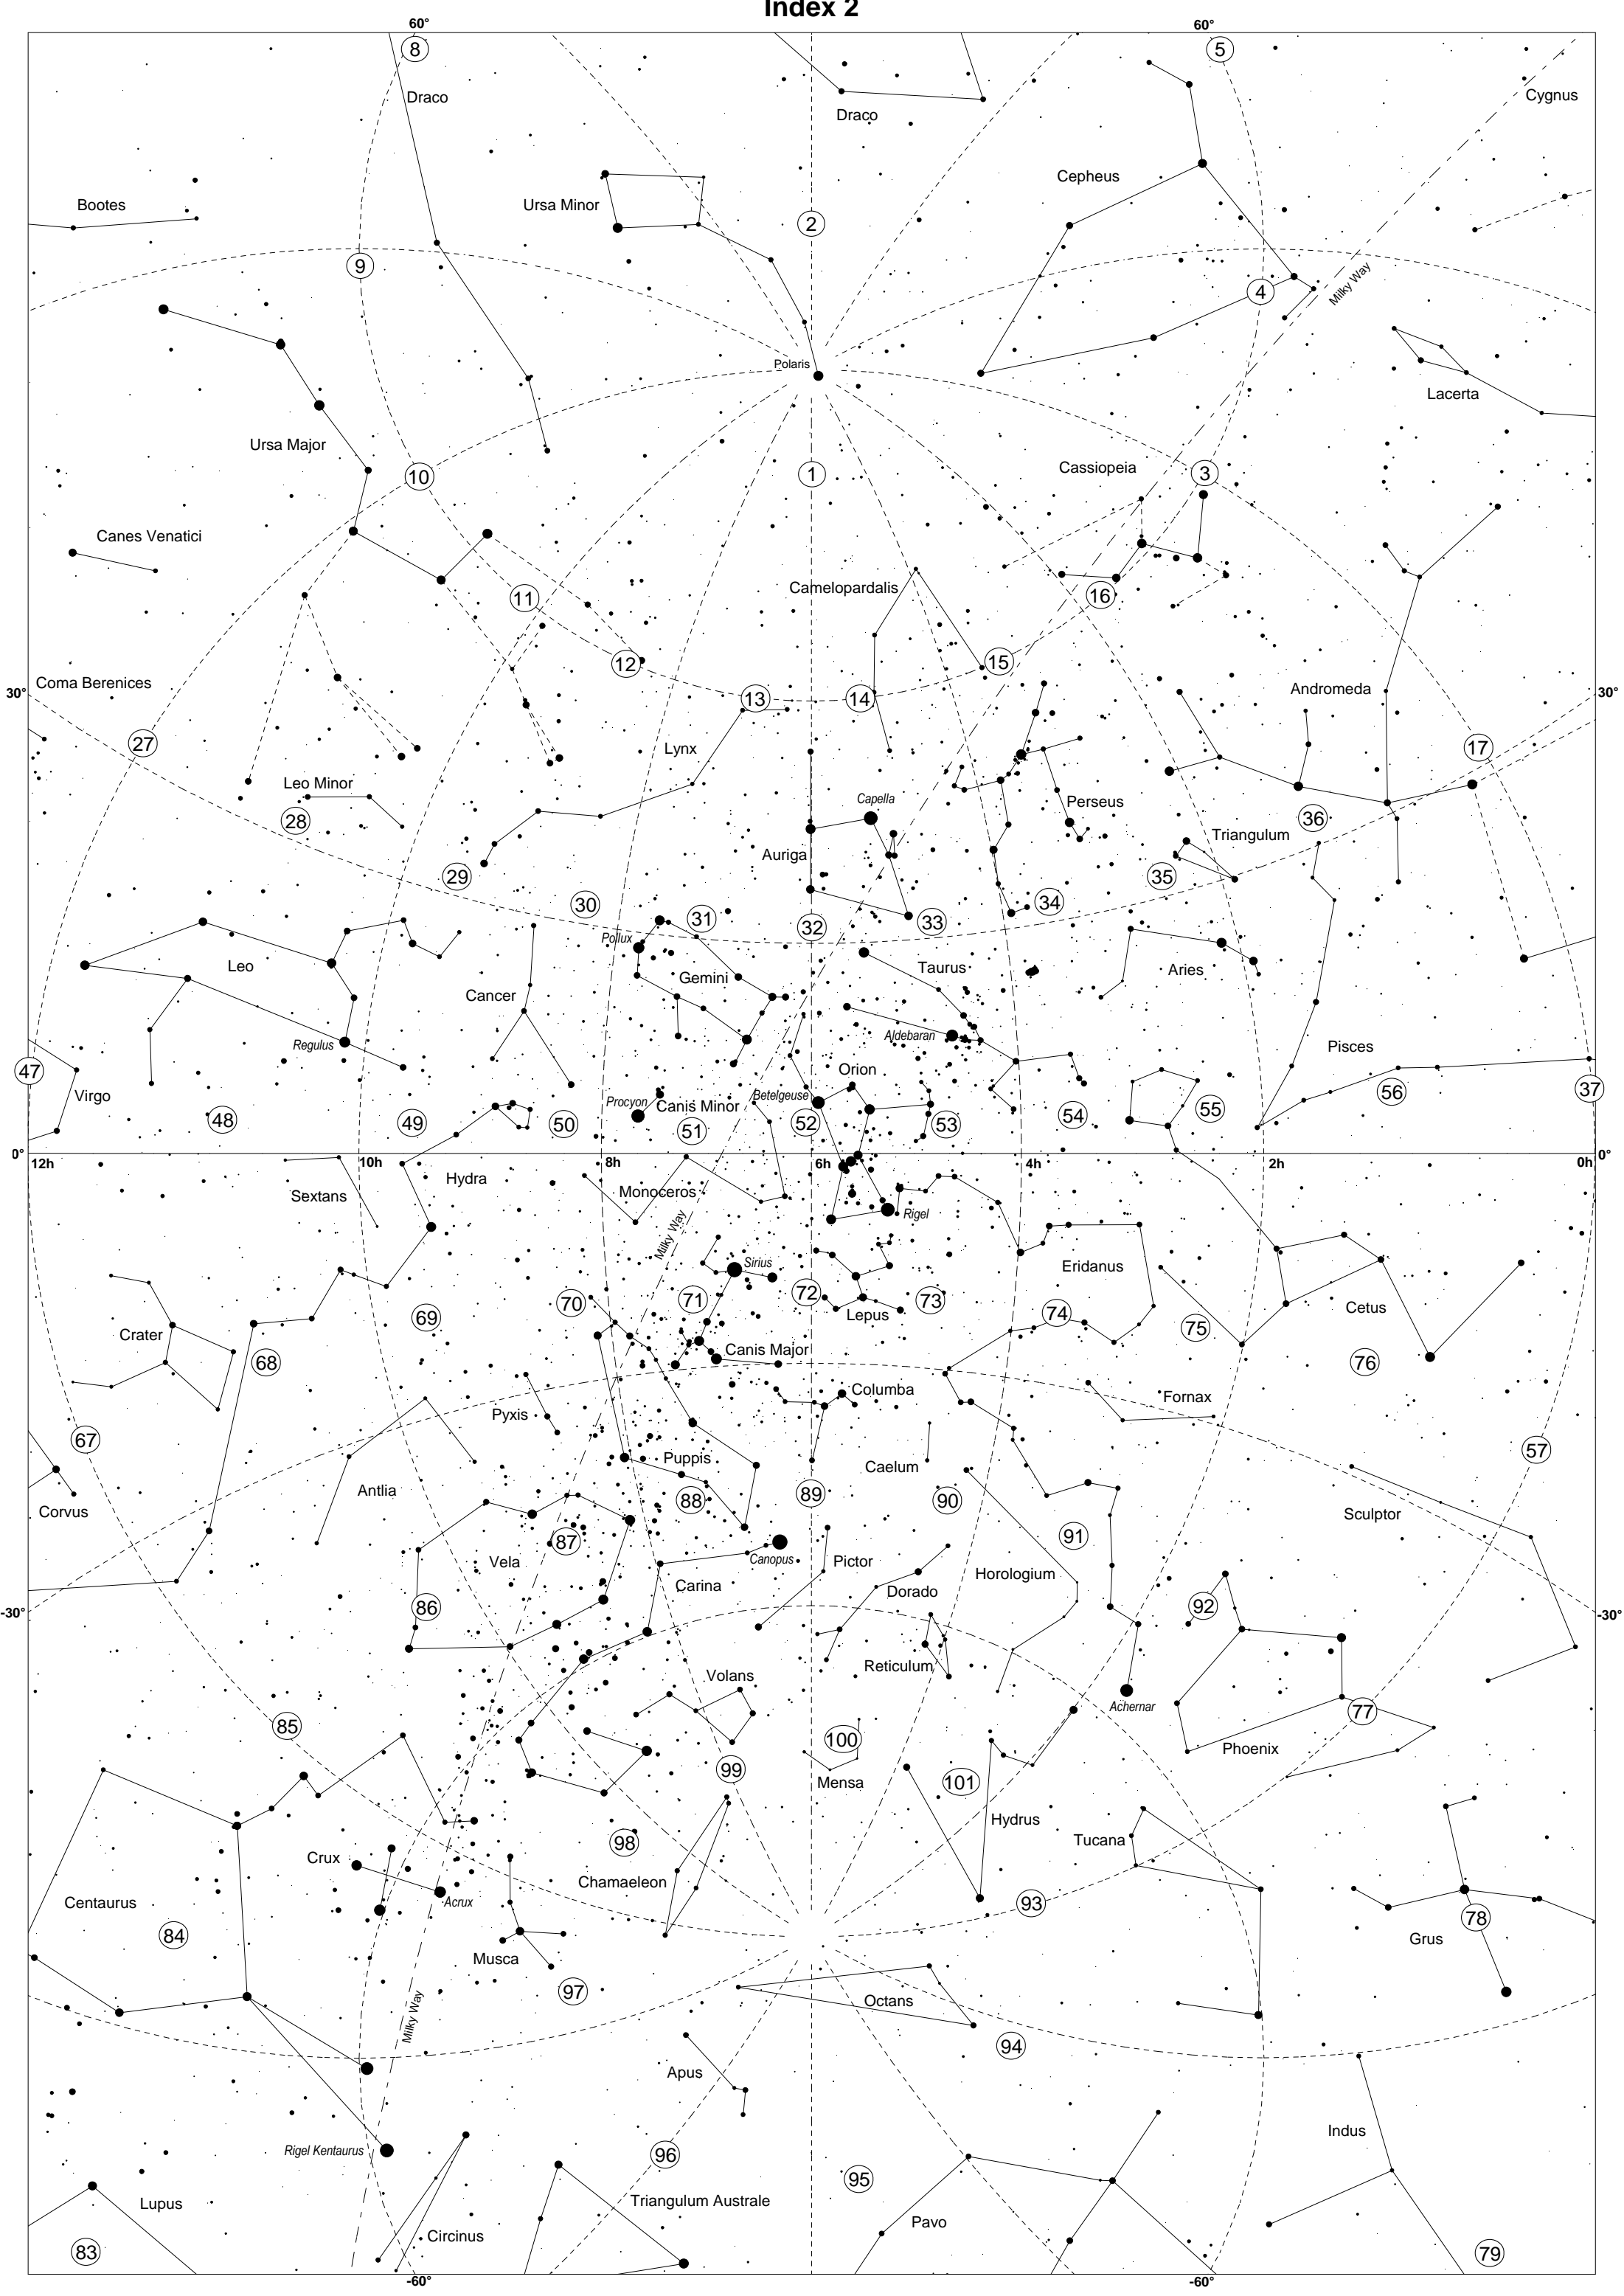 Index 2
60°
60°
8
5
Draco
Draco
Cygnus
Cepheus
Bootes
Ursa Minor
2
9
4
Milky Way
Polaris
Lacerta
Ursa Major
10
1
Cassiopeia
3
Canes Venatici
Camelopardalis
11
16
12
15
Coma Berenices
30°
13
14
Andromeda
30°
27
Lynx
17
Leo Minor
28
Capella
Perseus
36
Auriga
Triangulum
29
35
30
31
32
33
34
Pollux
Leo
Gemini
Taurus
Aries
Cancer
Regulus
Aldebaran
Pisces
47
Orion
56
37
Virgo
Procyon
Canis Minor
Betelgeuse
48
49
50
51
52
53
54
55
0°
12h
10h
8h
6h
4h
2h
0h
0°
Hydra
Sextans
Monoceros
Rigel
Milky Way
Sirius
Eridanus
70
71
72
73
74
Lepus
Cetus
69
75
Crater
68
Canis Major
76
Columba
Fornax
Pyxis
67
57
Puppis
Caelum
Antlia
88
89
90
Corvus
Sculptor
87
91
Vela
Canopus
Pictor
Horologium
Carina
Dorado
86
92
-30°
-30°
Reticulum
Volans
Achernar
85
100
77
Phoenix
99
Mensa
101
98
Hydrus
Tucana
Crux
Chamaeleon
Acrux
93
Centaurus
84
78
Grus
Musca
97
Octans
Milky Way
94
Apus
Indus
Rigel Kentaurus
96
95
Lupus
Triangulum Australe
Circinus
Pavo
83
79
-60°
-60°